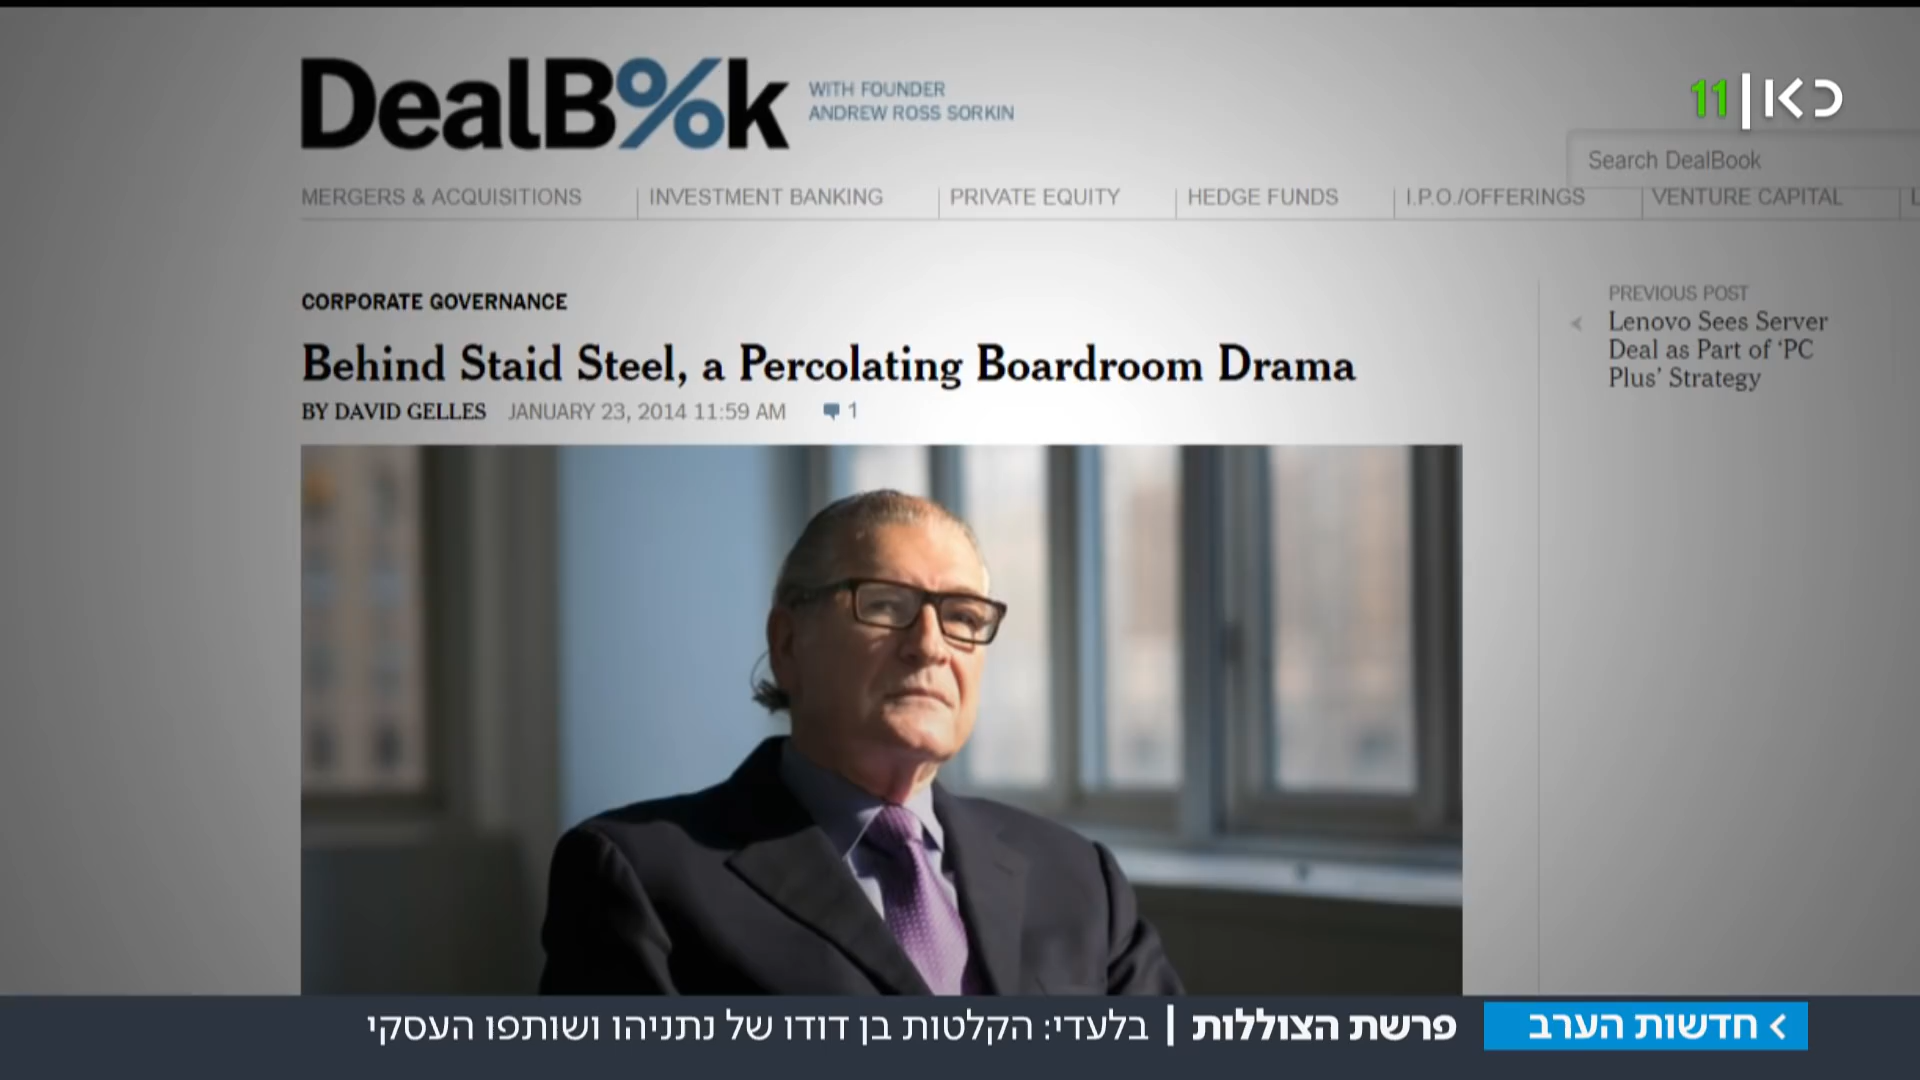 DealB%k
WITH FOUNDER
ANDREW ROSS SORKIN
כאן 11
Search DealBook
MERGERS & ACQUISITIONS
INVESTMENT BANKING
PRIVATE EQUITY
HEDGE FUNDS
I.P.O./OFFERINGS
VENTURE CAPITAL
L
CORPORATE GOVERNANCE
Behind Staid Steel, a Percolating Boardroom Drama
BY DAVID GELLES JANUARY 23, 2014 11:59 AM 1
PREVIOUS POST
Lenovo Sees Server
Deal as Part of ‘PC
Plus’ Strategy
חדשות הערב
פרשת הצוללות | בלעדי: הקלטות בן דודו של נתניהו ושותפו העסקי